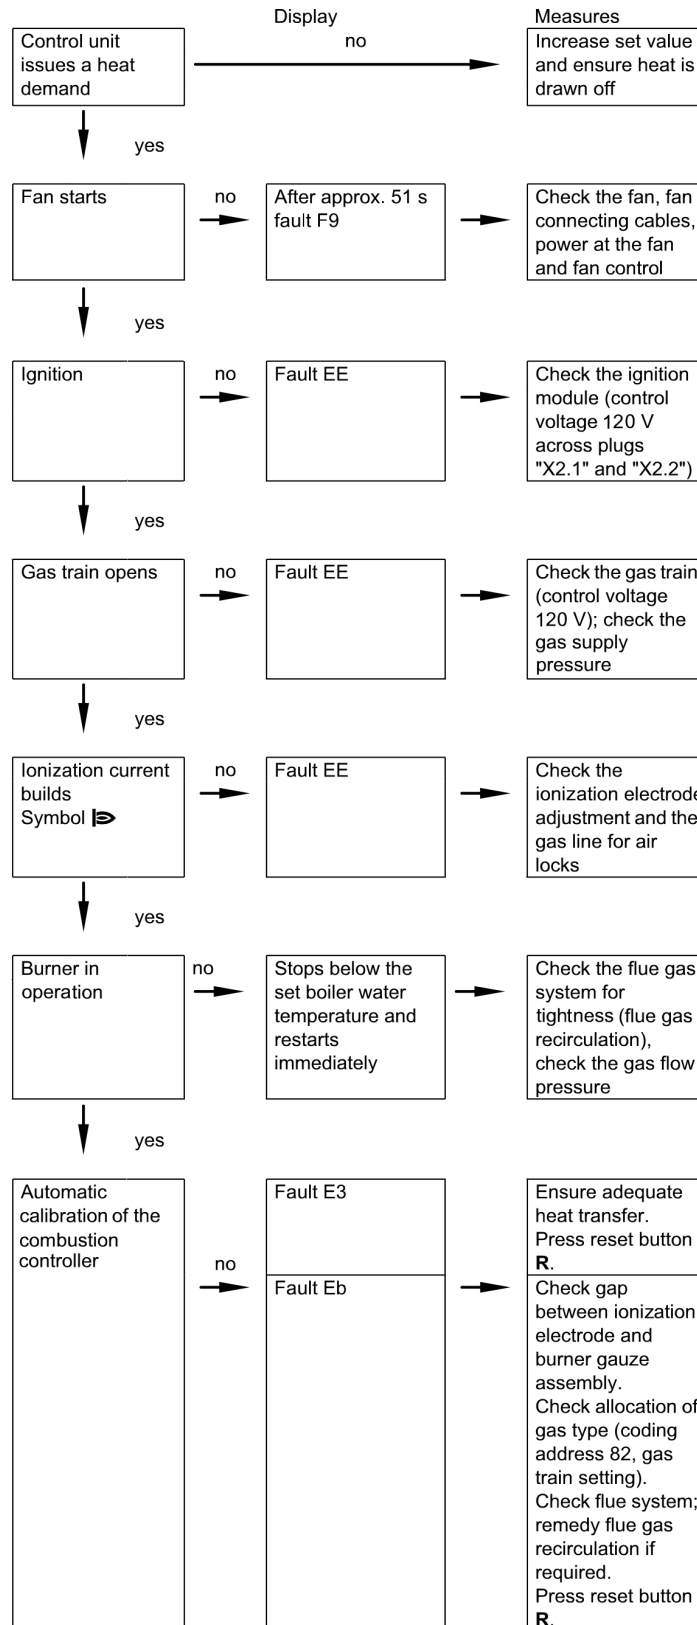 Display
Measures
Control unit
issues a heat
demand
no
Increase set value
and ensure heat is
drawn off
yes
Fan starts
no
After approx. 51 s
fault F9
Check the fan, fan
connecting cables,
power at the fan
and fan control
yes
Ignition
no
Fault EE
Check the ignition
module (control
voltage 120 V
across plugs
"X2.1" and "X2.2")
yes
Gas train opens
no
Fault EE
Check the gas train
(control voltage
120 V); check the
gas supply
pressure
yes
Ionization current
builds
Symbol
no
Fault EE
Check the
ionization electrode
adjustment and the
gas line for air
locks
yes
Burner in
operation
no
Stops below the
set boiler water
temperature and
restarts
immediately
Check the flue gas
system for
tightness (flue gas
recirculation),
check the gas flow
pressure
yes
Automatic
calibration of the
combustion
controller
no
Fault E3
Ensure adequate
heat transfer.
Press reset button
R.
Fault Eb
Check gap
between ionization
electrode and
burner gauze
assembly.
Check allocation of
gas type (coding
address 82, gas
train setting).
Check flue system;
remedy flue gas
recirculation if
required.
Press reset button
R.